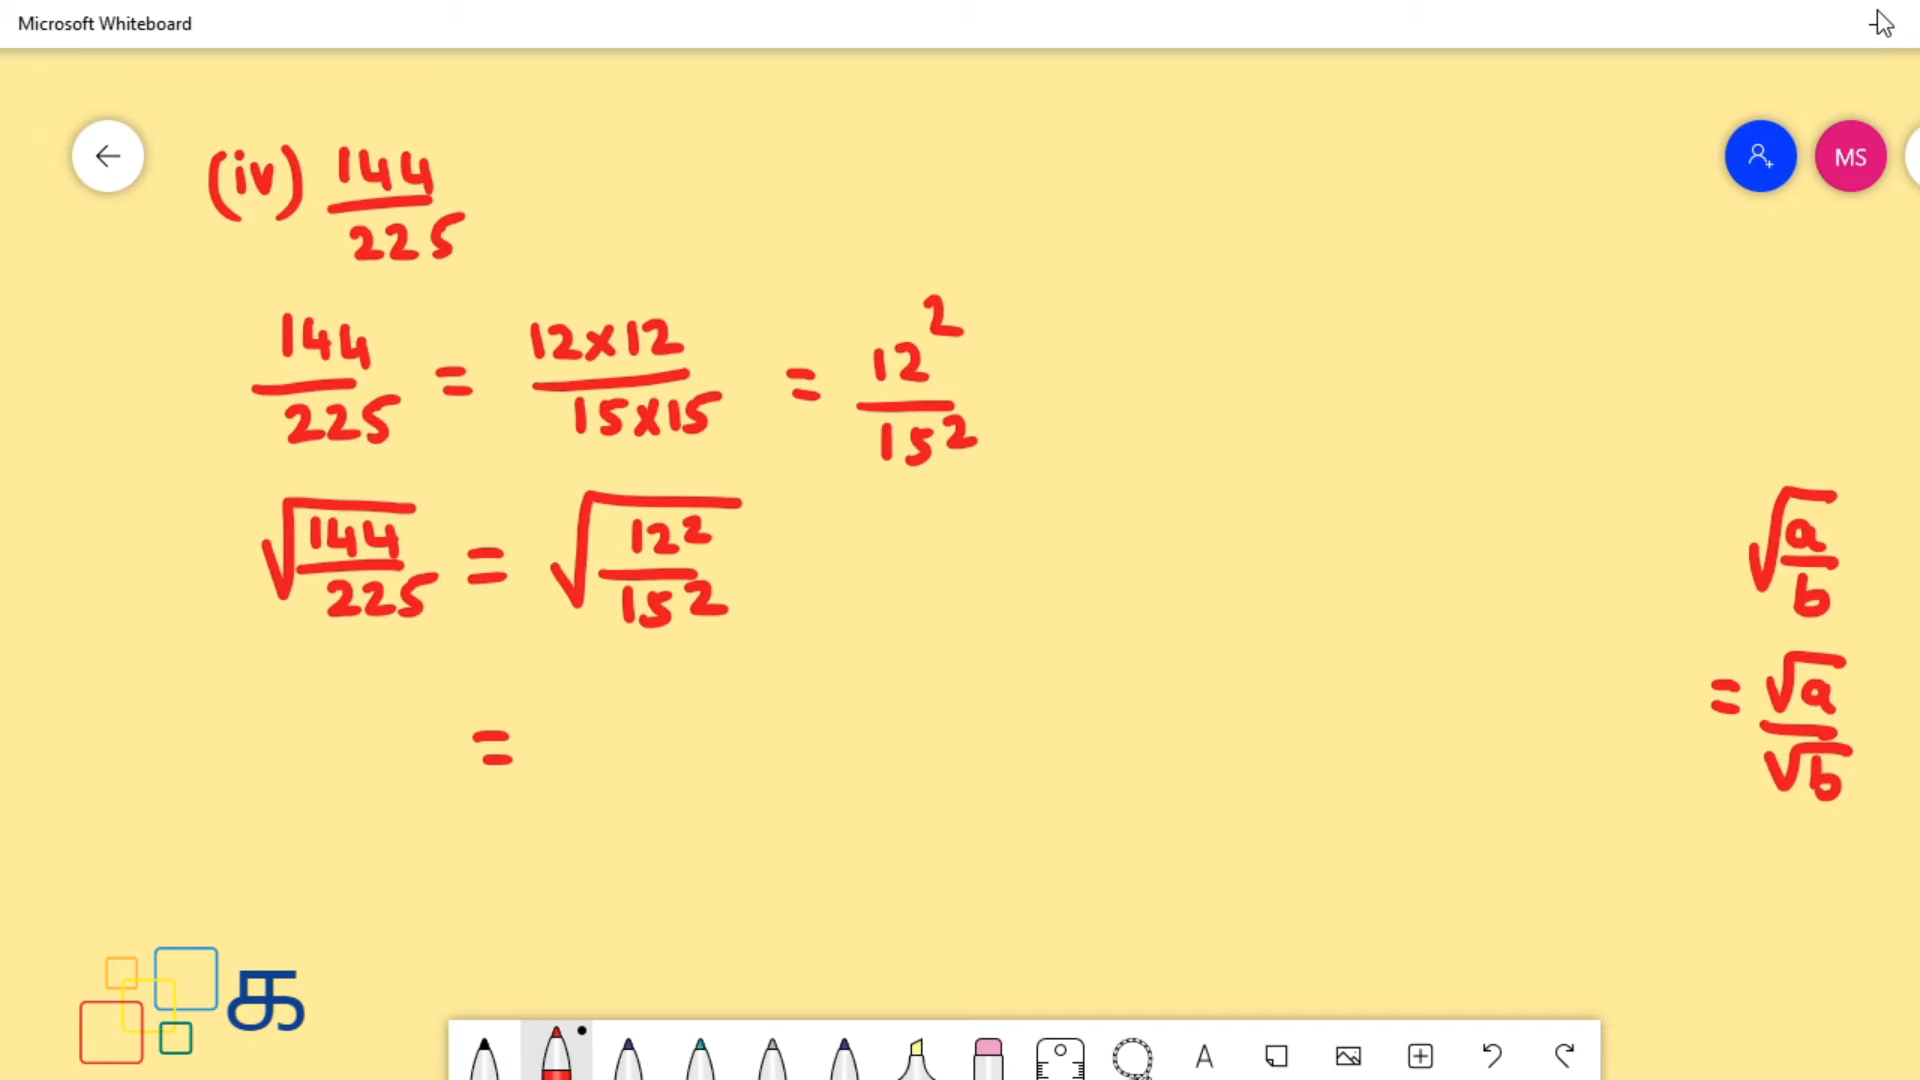 Microsoft Whiteboard
MS
(iv) 144/225
144/225 = 12×12/15×15 = 12²/15²
√(144/225) = √(12²/15²)
=
√(a/b)
= √a/√b
க
A